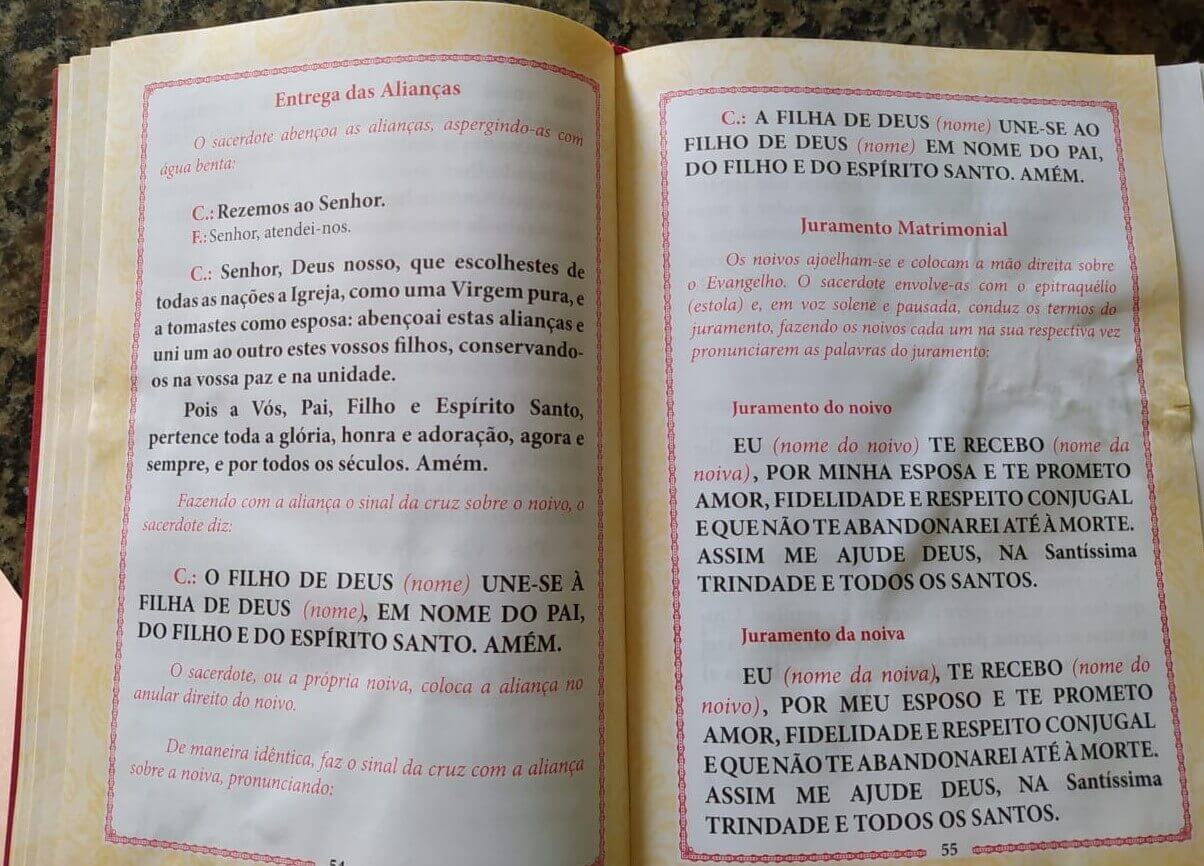 Entrega das Alianças
O sacerdote abençoa as alianças, aspergindo-as com
água benta:
C.: Rezemos ao Senhor.
F.: Senhor, atendei-nos.
C.: Senhor, Deus nosso, que escolhestes de
todas as nações a Igreja, como uma Virgem pura, e
a tomastes como esposa: abençoai estas alianças e
uni um ao outro estes vossos filhos, conservando-
os na vossa paz e na unidade.
Pois a Vós, Pai, Filho e Espírito Santo,
pertence toda a glória, honra e adoração, agora e
sempre, e por todos os séculos. Amém.
Fazendo com a aliança o sinal da cruz sobre o noivo, o
sacerdote diz:
C.: O FILHO DE DEUS (nome) UNE-SE À
FILHA DE DEUS (nome), EM NOME DO PAI,
DO FILHO E DO ESPÍRITO SANTO. AMÉM.
O sacerdote, ou a própria noiva, coloca a aliança no
anular direito do noivo.
De maneira idêntica, faz o sinal da cruz com a aliança
sobre a noiva, pronunciando:
54
C.: A FILHA DE DEUS (nome) UNE-SE AO
FILHO DE DEUS (nome) EM NOME DO PAI,
DO FILHO E DO ESPÍRITO SANTO. AMÉM.
Juramento Matrimonial
Os noivos ajoelham-se e colocam a mão direita sobre
o Evangelho. O sacerdote envolve-as com o epitraquélio
(estola) e, em voz solene e pausada, conduz os termos do
juramento, fazendo os noivos cada um na sua respectiva vez
pronunciarem as palavras do juramento:
Juramento do noivo
EU (nome do noivo) TE RECEBO (nome da
noiva), POR MINHA ESPOSA E TE PROMETO
AMOR, FIDELIDADE E RESPEITO CONJUGAL
E QUE NÃO TE ABANDONAREI ATÉ À MORTE.
ASSIM ME AJUDE DEUS, NA Santíssima
TRINDADE E TODOS OS SANTOS.
Juramento da noiva
EU (nome da noiva), TE RECEBO (nome do
noivo), POR MEU ESPOSO E TE PROMETO
AMOR, FIDELIDADE E RESPEITO CONJUGAL
E QUE NÃO TE ABANDONAREI ATÉ À MORTE.
ASSIM ME AJUDE DEUS, NA Santíssima
TRINDADE E TODOS OS SANTOS.
55